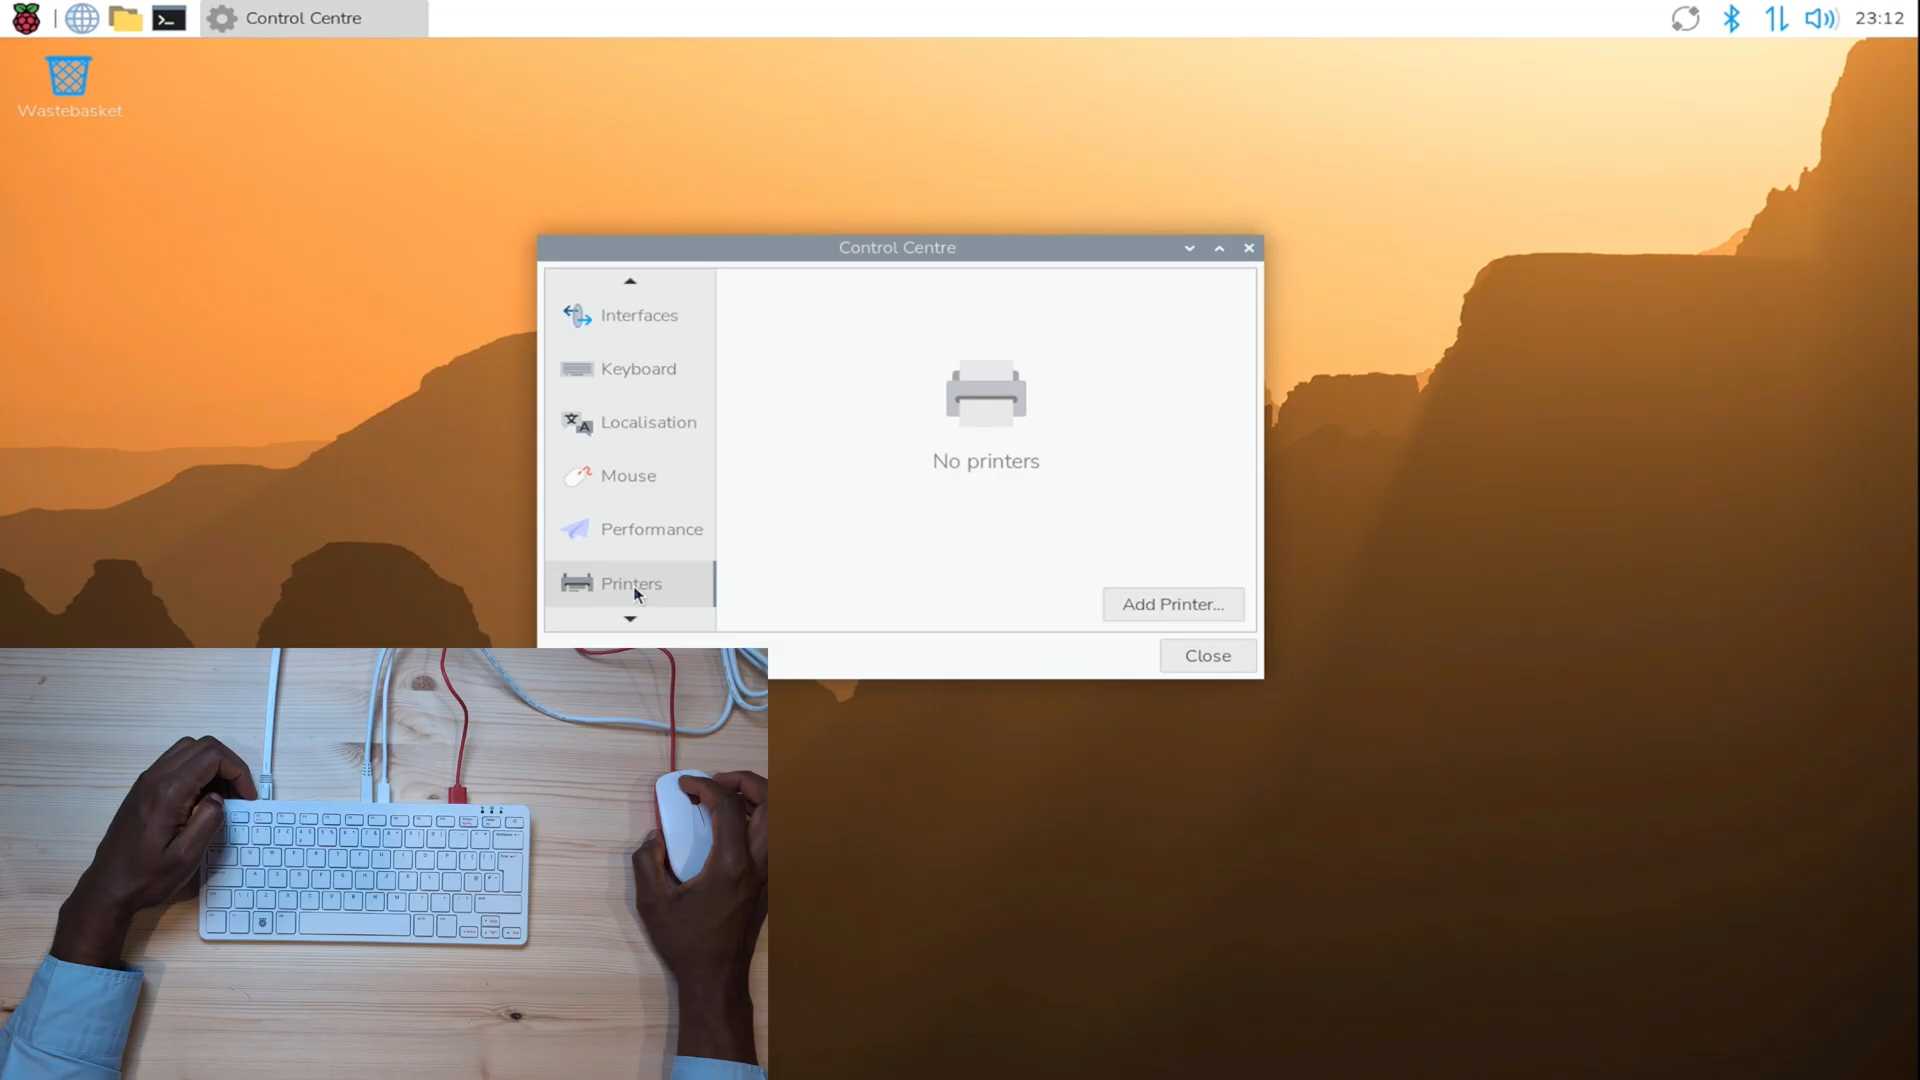 Control Centre
23:12
Wastebasket
Control Centre
Interfaces
Keyboard
Localisation
Mouse
Performance
Printers
No printers
Add Printer...
Close